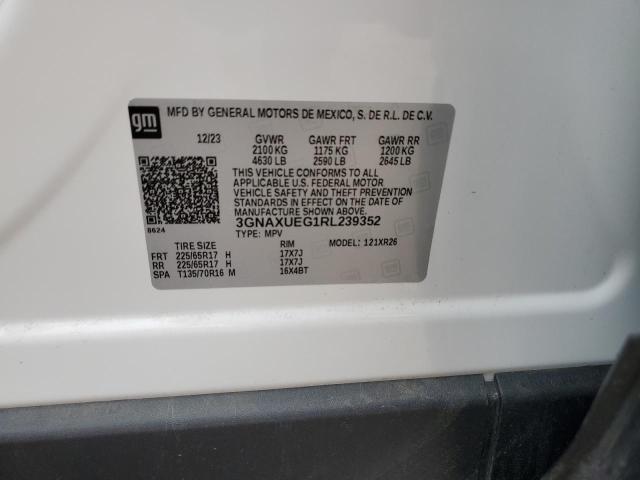 gm
MFD BY GENERAL MOTORS DE MEXICO, S. DE R.L. DE C.V.
12/23 GVWR GAWR FRT GAWR RR
2100 KG 1175 KG 1200 KG
4630 LB 2590 LB 2645 LB
THIS VEHICLE CONFORMS TO ALL
APPLICABLE U.S. FEDERAL MOTOR
VEHICLE SAFETY AND THEFT PREVENTION
STANDARDS IN EFFECT ON THE DATE OF
MANUFACTURE SHOWN ABOVE.
3GNAXUEG1RL239352
8624
TYPE: MPV MODEL: 121XR26
TIRE SIZE RIM
FRT 225/65R17 H 17X7J
RR 225/65R17 H 17X7J
SPA T135/70R16 M 16X4BT